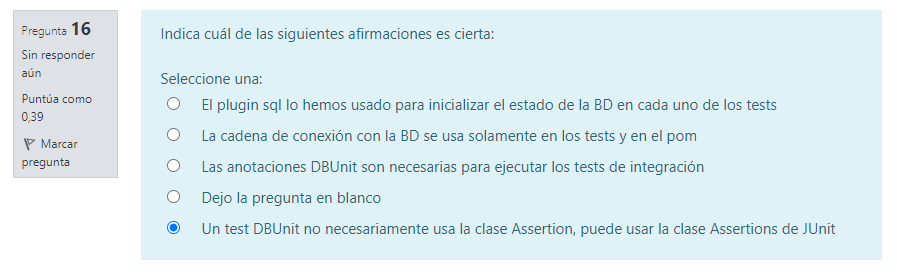 Pregunta 16
Sin responder
aún
Puntúa como
0,39
Marcar
pregunta
Indica cuál de las siguientes afirmaciones es cierta:
Seleccione una:
El plugin sql lo hemos usado para inicializar el estado de la BD en cada uno de los tests
La cadena de conexión con la BD se usa solamente en los tests y en el pom
Las anotaciones DBUnit son necesarias para ejecutar los tests de integración
Dejo la pregunta en blanco
Un test DBUnit no necesariamente usa la clase Assertion, puede usar la clase Assertions de JUnit